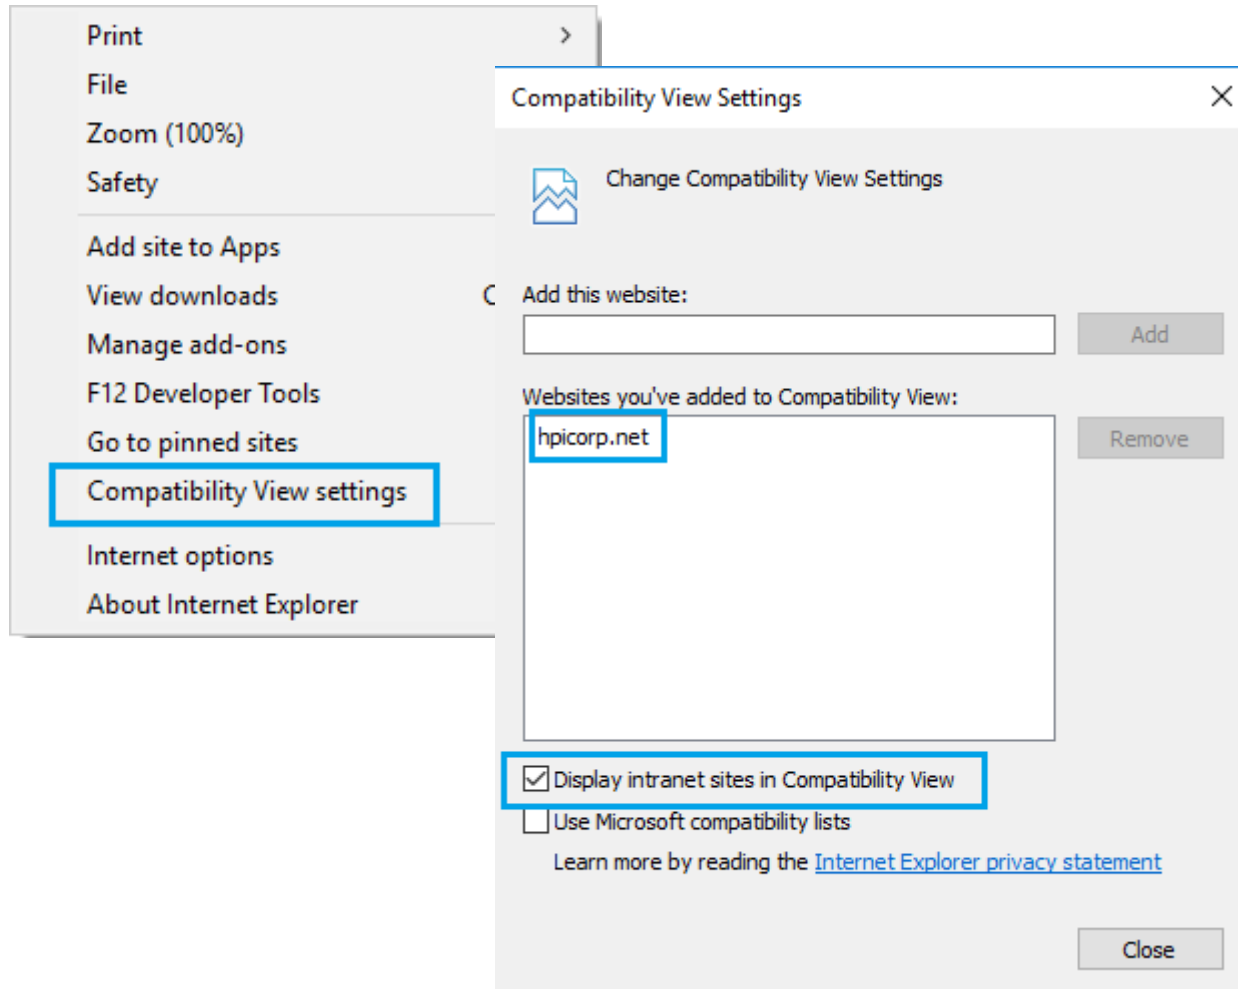 Print
File
Zoom (100%)
Safety
Add site to Apps
View downloads
Manage add-ons
F12 Developer Tools
Go to pinned sites
Compatibility View settings
Internet options
About Internet Explorer
Compatibility View Settings
Change Compatibility View Settings
Add this website:
Add
Websites you've added to Compatibility View:
hpicorp.net
Remove
Display intranet sites in Compatibility View
Use Microsoft compatibility lists
Learn more by reading the Internet Explorer privacy statement
Close